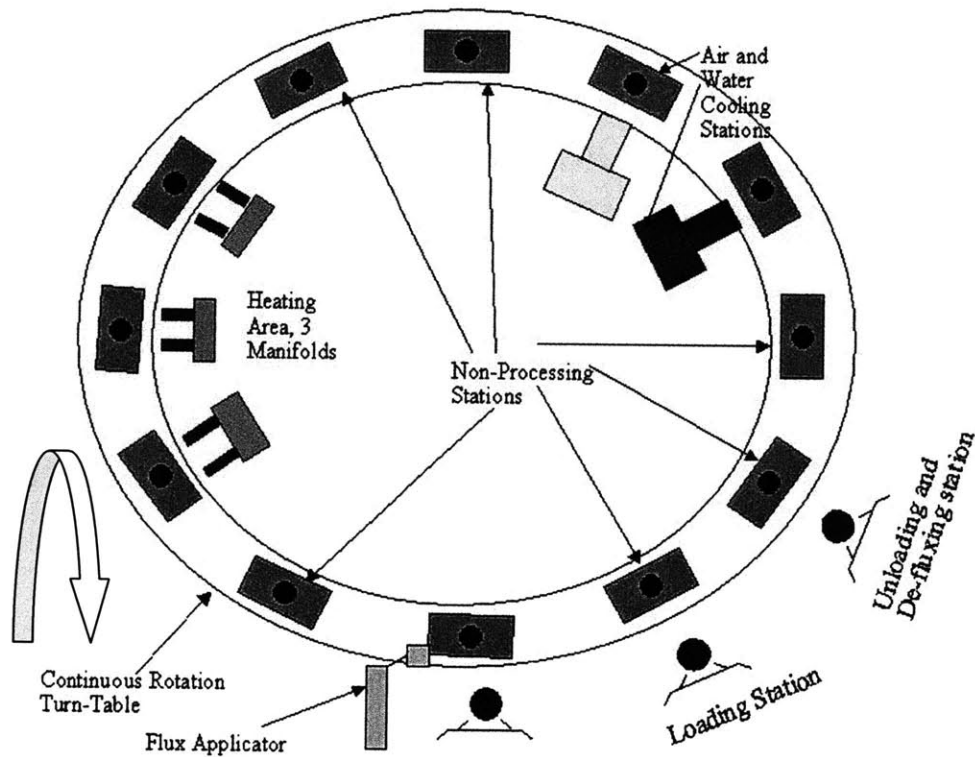 Air and
Water
Cooling
Stations
Heating
Area, 3
Manifolds
Non-Processing
Stations
Unloading and
De-fluxing station
Loading Station
Continuous Rotation
Turn-Table
Flux Applicator